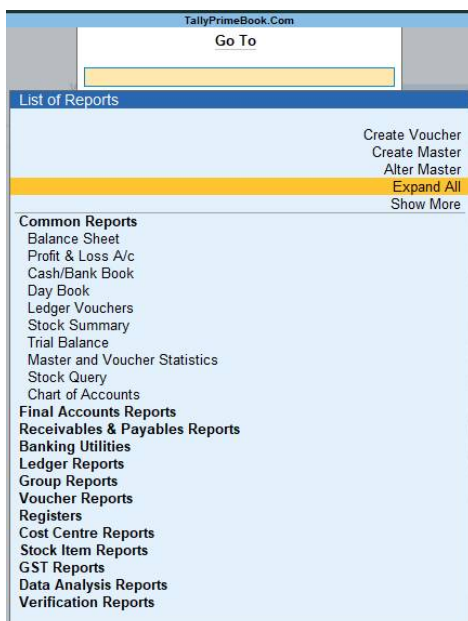 TallyPrimeBook.Com
Go To
List of Reports
Create Voucher
Create Master
Alter Master
Expand All
Show More
Common Reports
Balance Sheet
Profit & Loss A/c
Cash/Bank Book
Day Book
Ledger Vouchers
Stock Summary
Trial Balance
Master and Voucher Statistics
Stock Query
Chart of Accounts
Final Accounts Reports
Receivables & Payables Reports
Banking Utilities
Ledger Reports
Group Reports
Voucher Reports
Registers
Cost Centre Reports
Stock Item Reports
GST Reports
Data Analysis Reports
Verification Reports